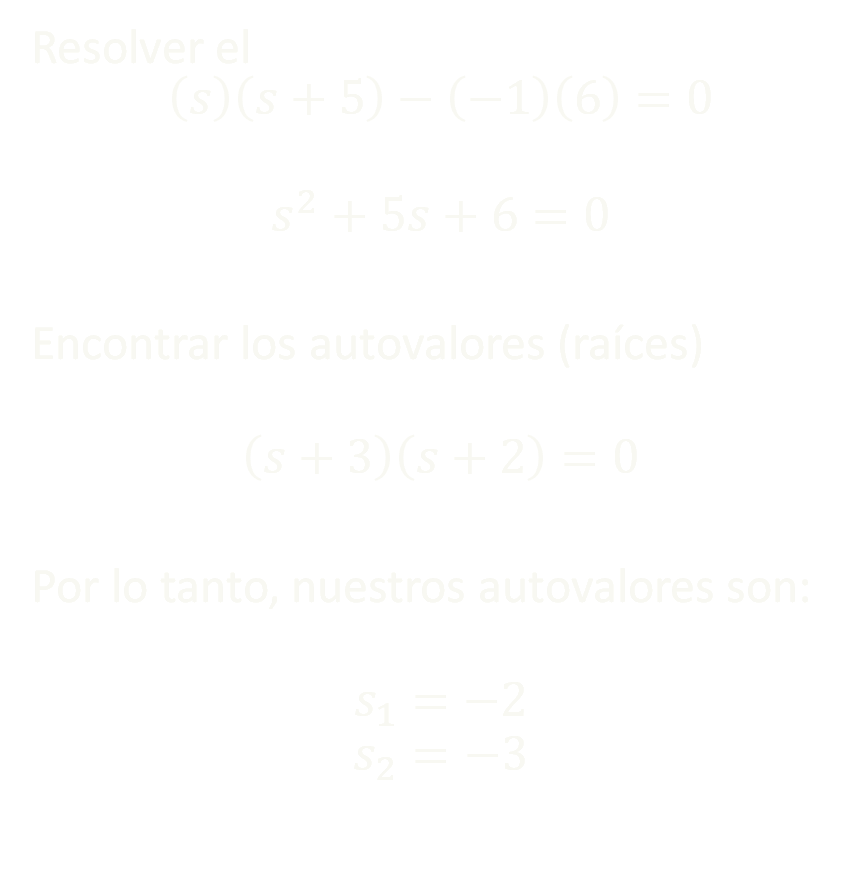 Resolver el
(s)(s + 5) − (−1)(6) = 0
s² + 5s + 6 = 0
Encontrar los autovalores (raíces)
(s + 3)(s + 2) = 0
Por lo tanto, nuestros autovalores son:
s₁ = −2
s₂ = −3